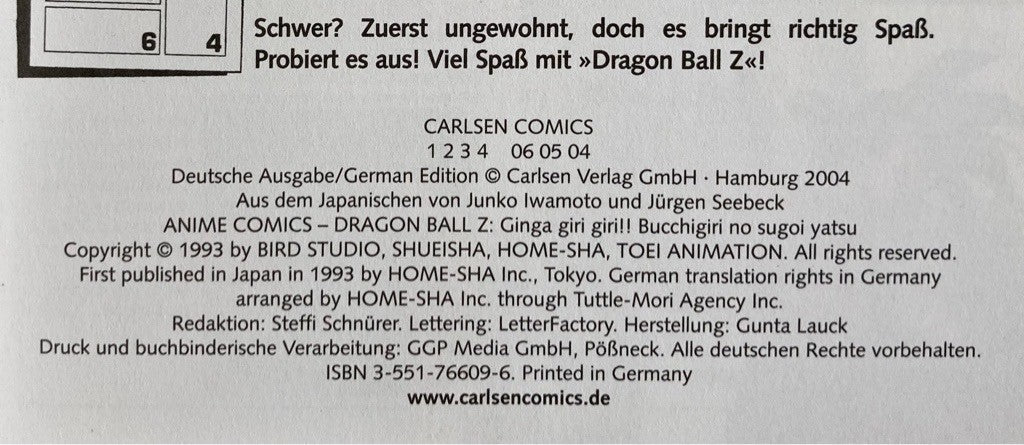 6 4
Schwer? Zuerst ungewohnt, doch es bringt richtig Spaß.
Probiert es aus! Viel Spaß mit »Dragon Ball Z«!
CARLSEN COMICS
1 2 3 4 06 05 04
Deutsche Ausgabe/German Edition © Carlsen Verlag GmbH · Hamburg 2004
Aus dem Japanischen von Junko Iwamoto und Jürgen Seebeck
ANIME COMICS – DRAGON BALL Z: Ginga giri giri!! Bucchigiri no sugoi yatsu
Copyright © 1993 by BIRD STUDIO, SHUEISHA, HOME-SHA, TOEI ANIMATION. All rights reserved.
First published in Japan in 1993 by HOME-SHA Inc., Tokyo. German translation rights in Germany
arranged by HOME-SHA Inc. through Tuttle-Mori Agency Inc.
Redaktion: Steffi Schnürer. Lettering: LetterFactory. Herstellung: Gunta Lauck
Druck und buchbinderische Verarbeitung: GGP Media GmbH, Pößneck. Alle deutschen Rechte vorbehalten.
ISBN 3-551-76609-6. Printed in Germany
www.carlsencomics.de